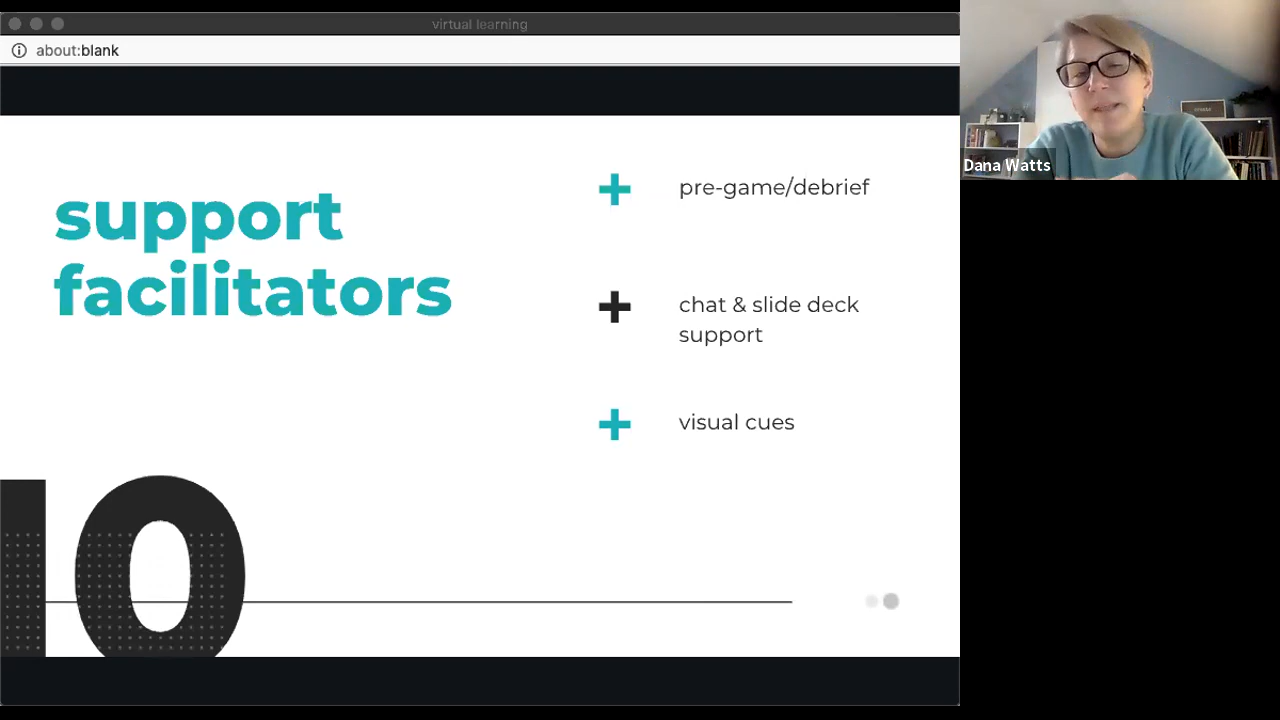 virtual learning
about:blank
support
facilitators
pre-game/debrief
chat & slide deck
support
visual cues
10
Dana Watts